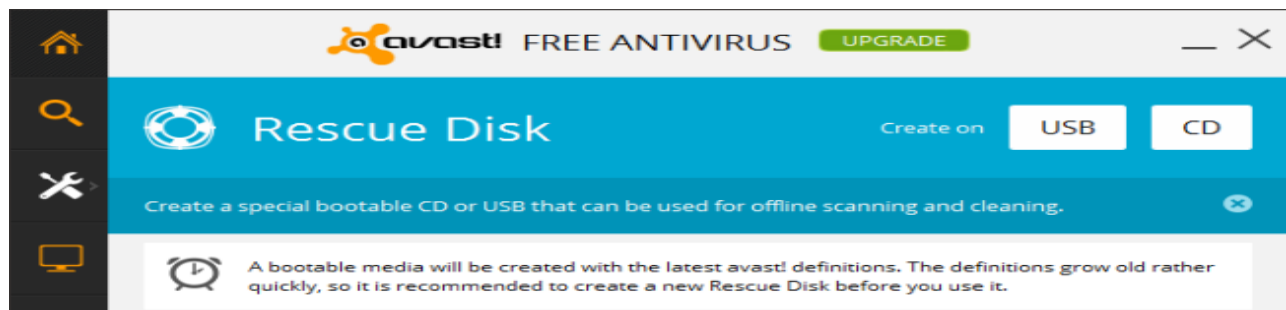 avast! FREE ANTIVIRUS UPGRADE
Rescue Disk Create on USB CD
Create a special bootable CD or USB that can be used for offline scanning and cleaning.
A bootable media will be created with the latest avast! definitions. The definitions grow old rather
quickly, so it is recommended to create a new Rescue Disk before you use it.